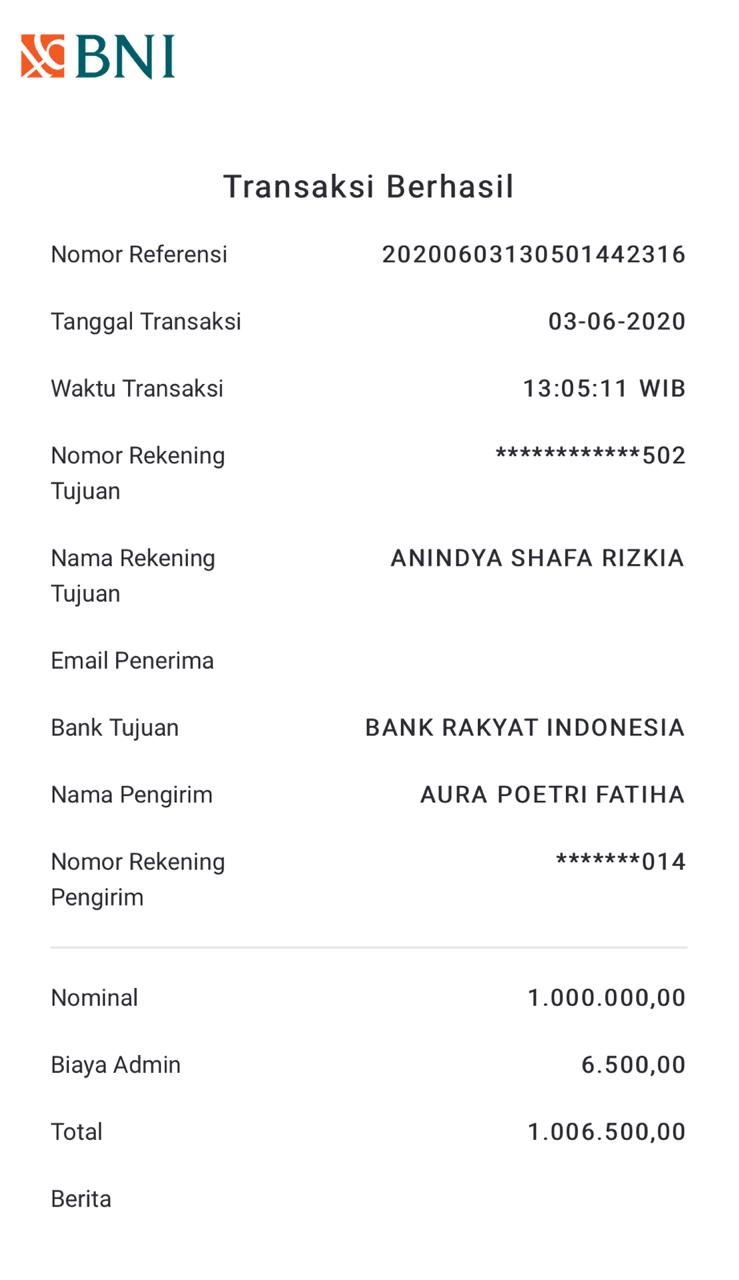 BNI
Transaksi Berhasil
Nomor Referensi 20200603130501442316
Tanggal Transaksi 03-06-2020
Waktu Transaksi 13:05:11 WIB
Nomor Rekening ************502
Tujuan
Nama Rekening ANINDYA SHAFA RIZKIA
Tujuan
Email Penerima
Bank Tujuan BANK RAKYAT INDONESIA
Nama Pengirim AURA POETRI FATIHA
Nomor Rekening *******014
Pengirim
Nominal 1.000.000,00
Biaya Admin 6.500,00
Total 1.006.500,00
Berita